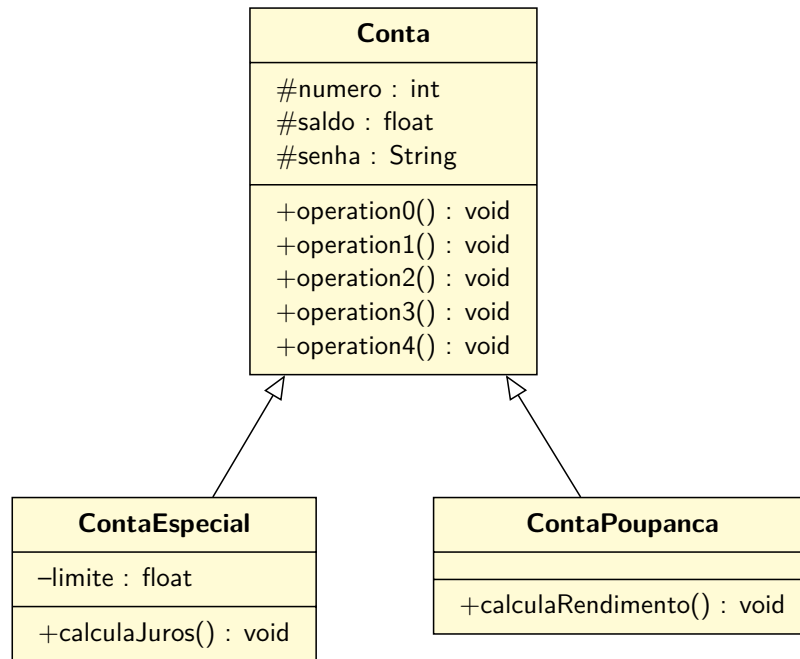 Conta
#numero : int
#saldo : float
#senha : String
+operation0() : void
+operation1() : void
+operation2() : void
+operation3() : void
+operation4() : void
ContaEspecial
–limite : float
+calculaJuros() : void
ContaPoupanca
+calculaRendimento() : void